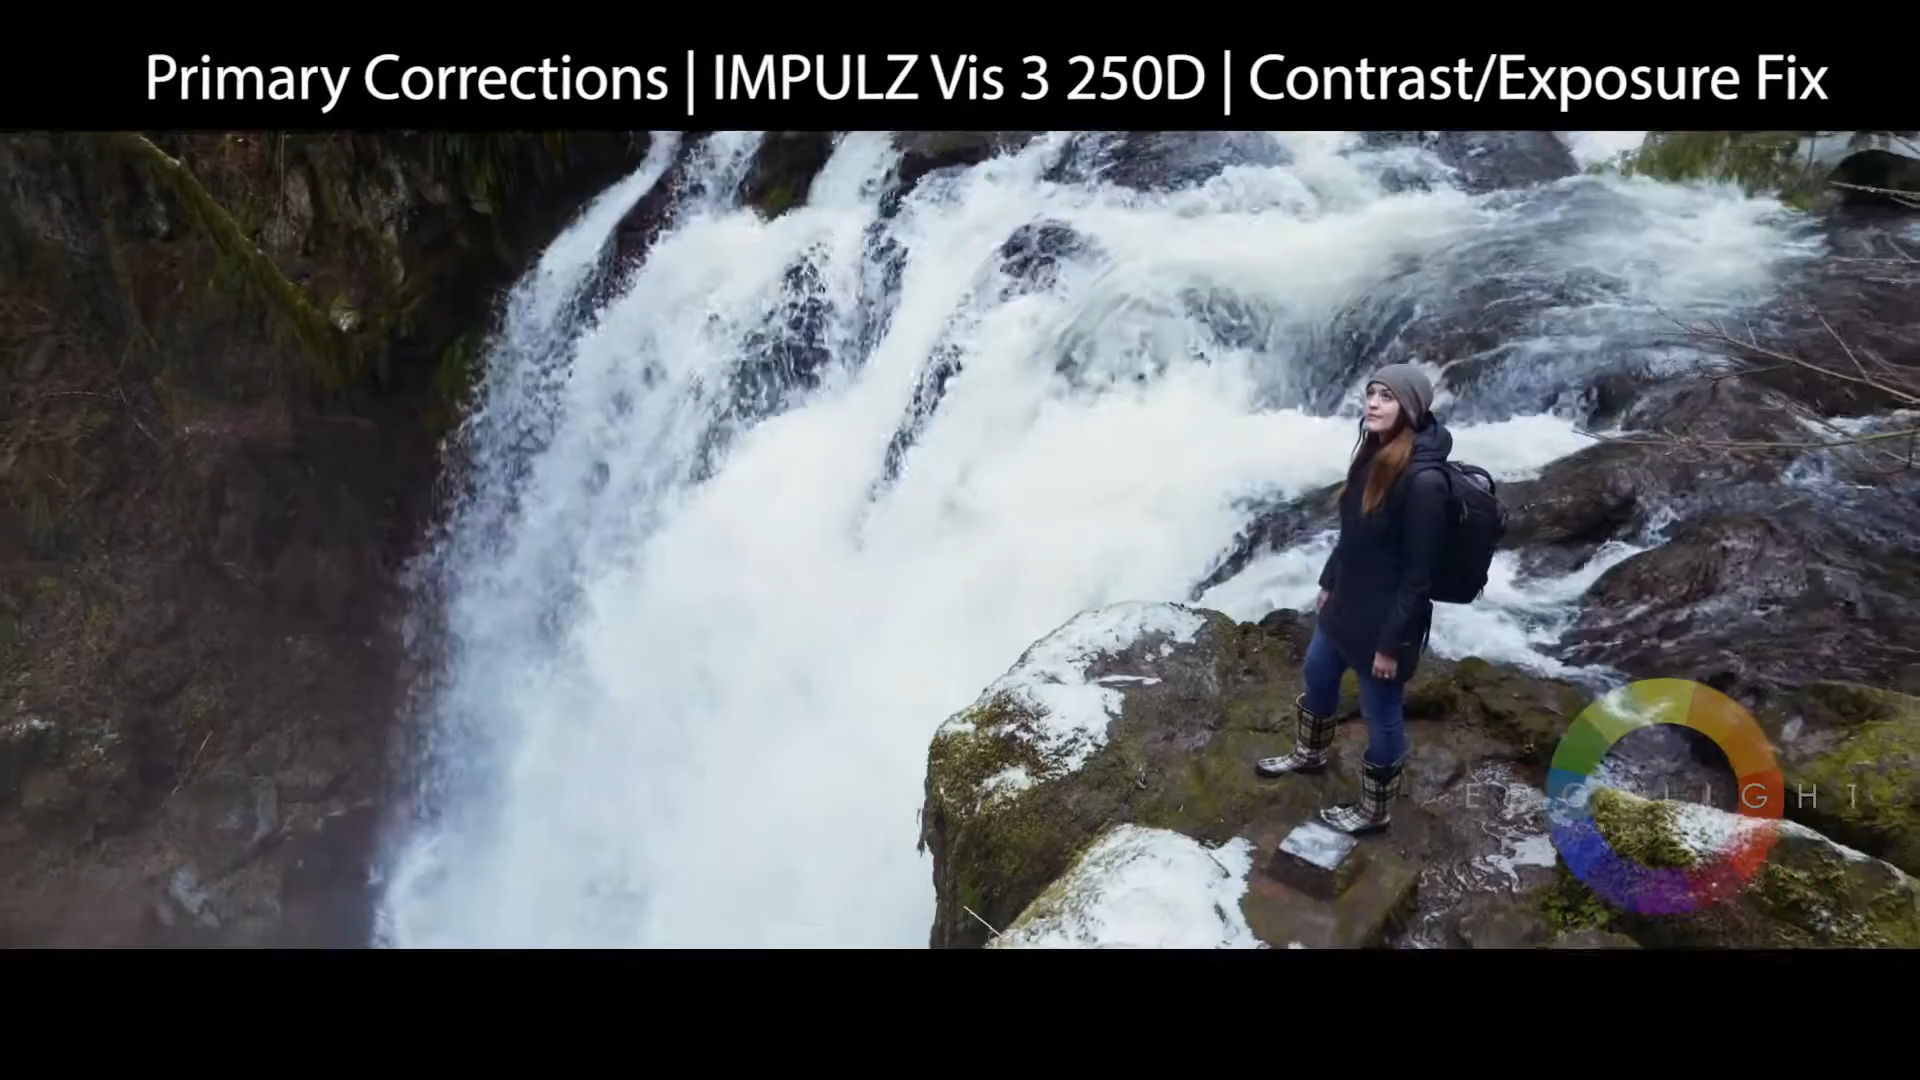 Primary Corrections | IMPULZ Vis 3 250D | Contrast/Exposure Fix